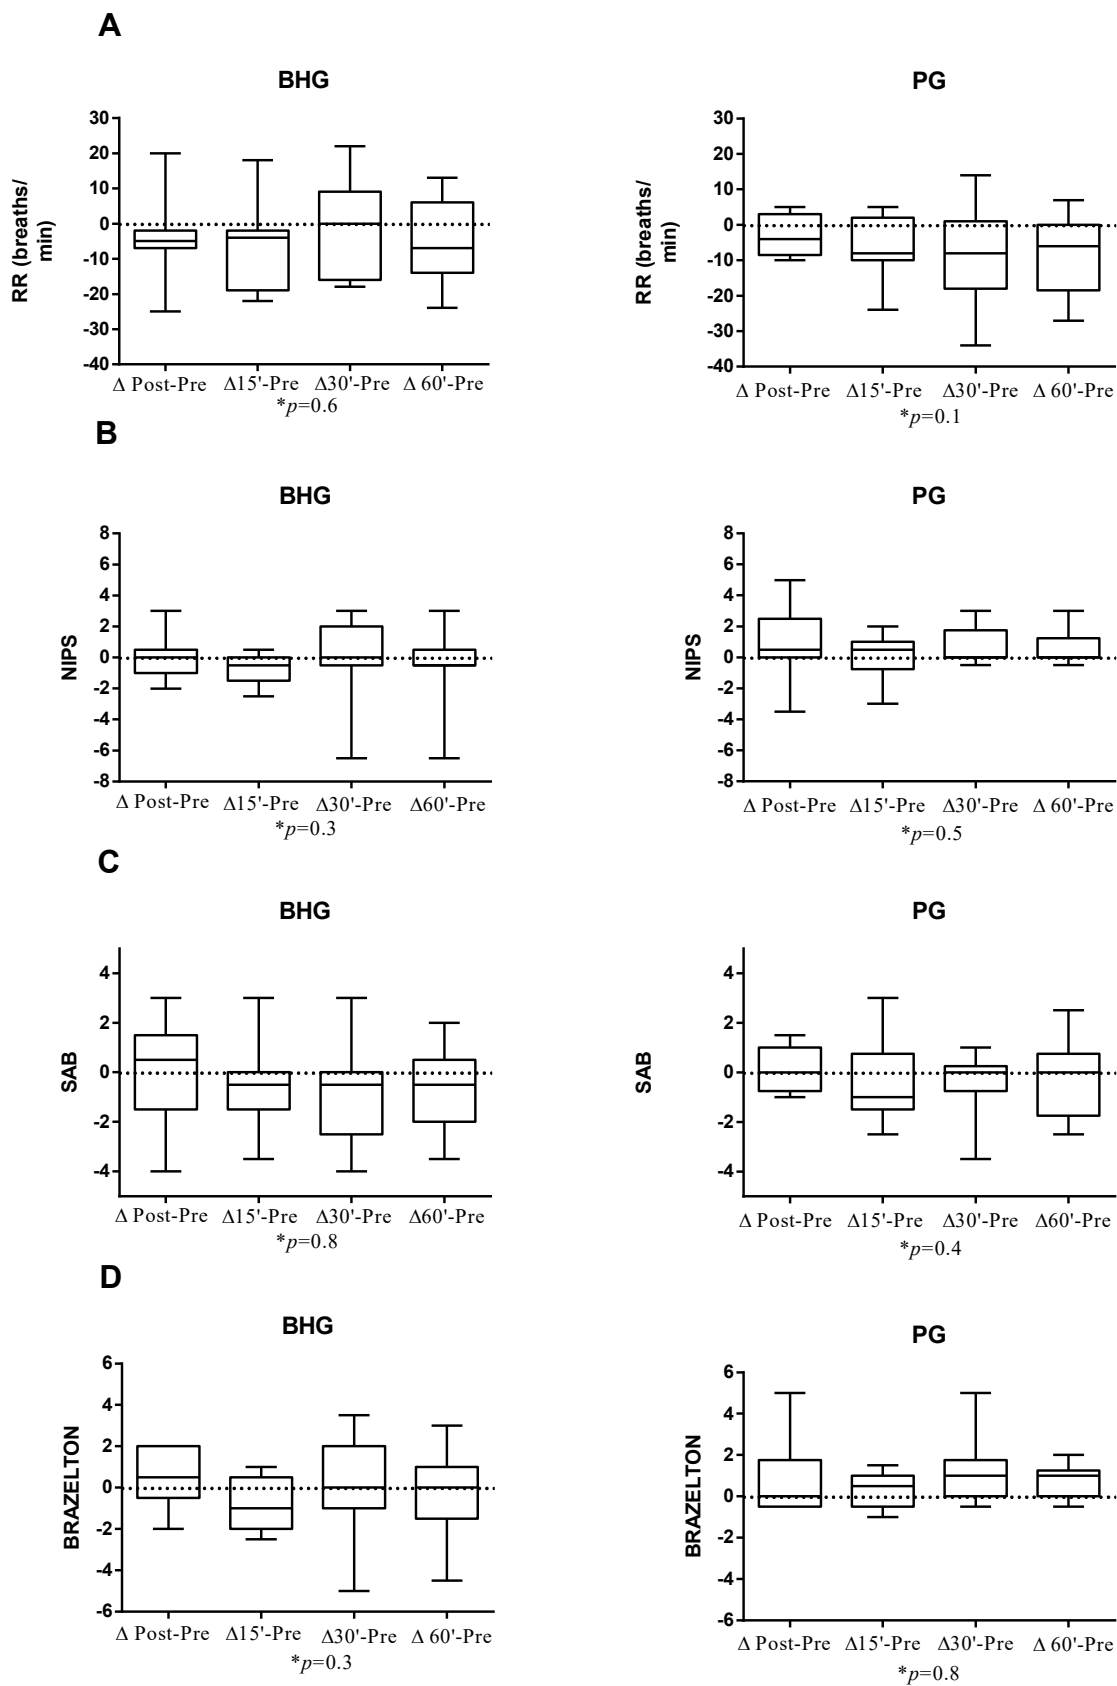 A
BHG
PG
RR (breaths/
min)
30
20
10
0
-10
-20
-30
-40
Δ Post-Pre Δ15'-Pre Δ30'-Pre Δ 60'-Pre
*p=0.6
RR (breaths/
min)
30
20
10
0
-10
-20
-30
-40
Δ Post-Pre Δ15'-Pre Δ30'-Pre Δ 60'-Pre
*p=0.1
B
BHG
PG
NIPS
8
6
4
2
0
-2
-4
-6
-8
Δ Post-Pre Δ15'-Pre Δ30'-Pre Δ60'-Pre
*p=0.3
NIPS
8
6
4
2
0
-2
-4
-6
-8
Δ Post-Pre Δ15'-Pre Δ30'-Pre Δ 60'-Pre
*p=0.5
C
BHG
PG
SAB
4
2
0
-2
-4
Δ Post-Pre Δ15'-Pre Δ30'-Pre Δ60'-Pre
*p=0.8
SAB
4
2
0
-2
-4
Δ Post-Pre Δ15'-Pre Δ30'-Pre Δ60'-Pre
*p=0.4
D
BHG
PG
BRAZELTON
6
4
2
0
-2
-4
-6
Δ Post-Pre Δ15'-Pre Δ30'-Pre Δ 60'-Pre
*p=0.3
BRAZELTON
6
4
2
0
-2
-4
-6
Δ Post-Pre Δ15'-Pre Δ30'-Pre Δ 60'-Pre
*p=0.8